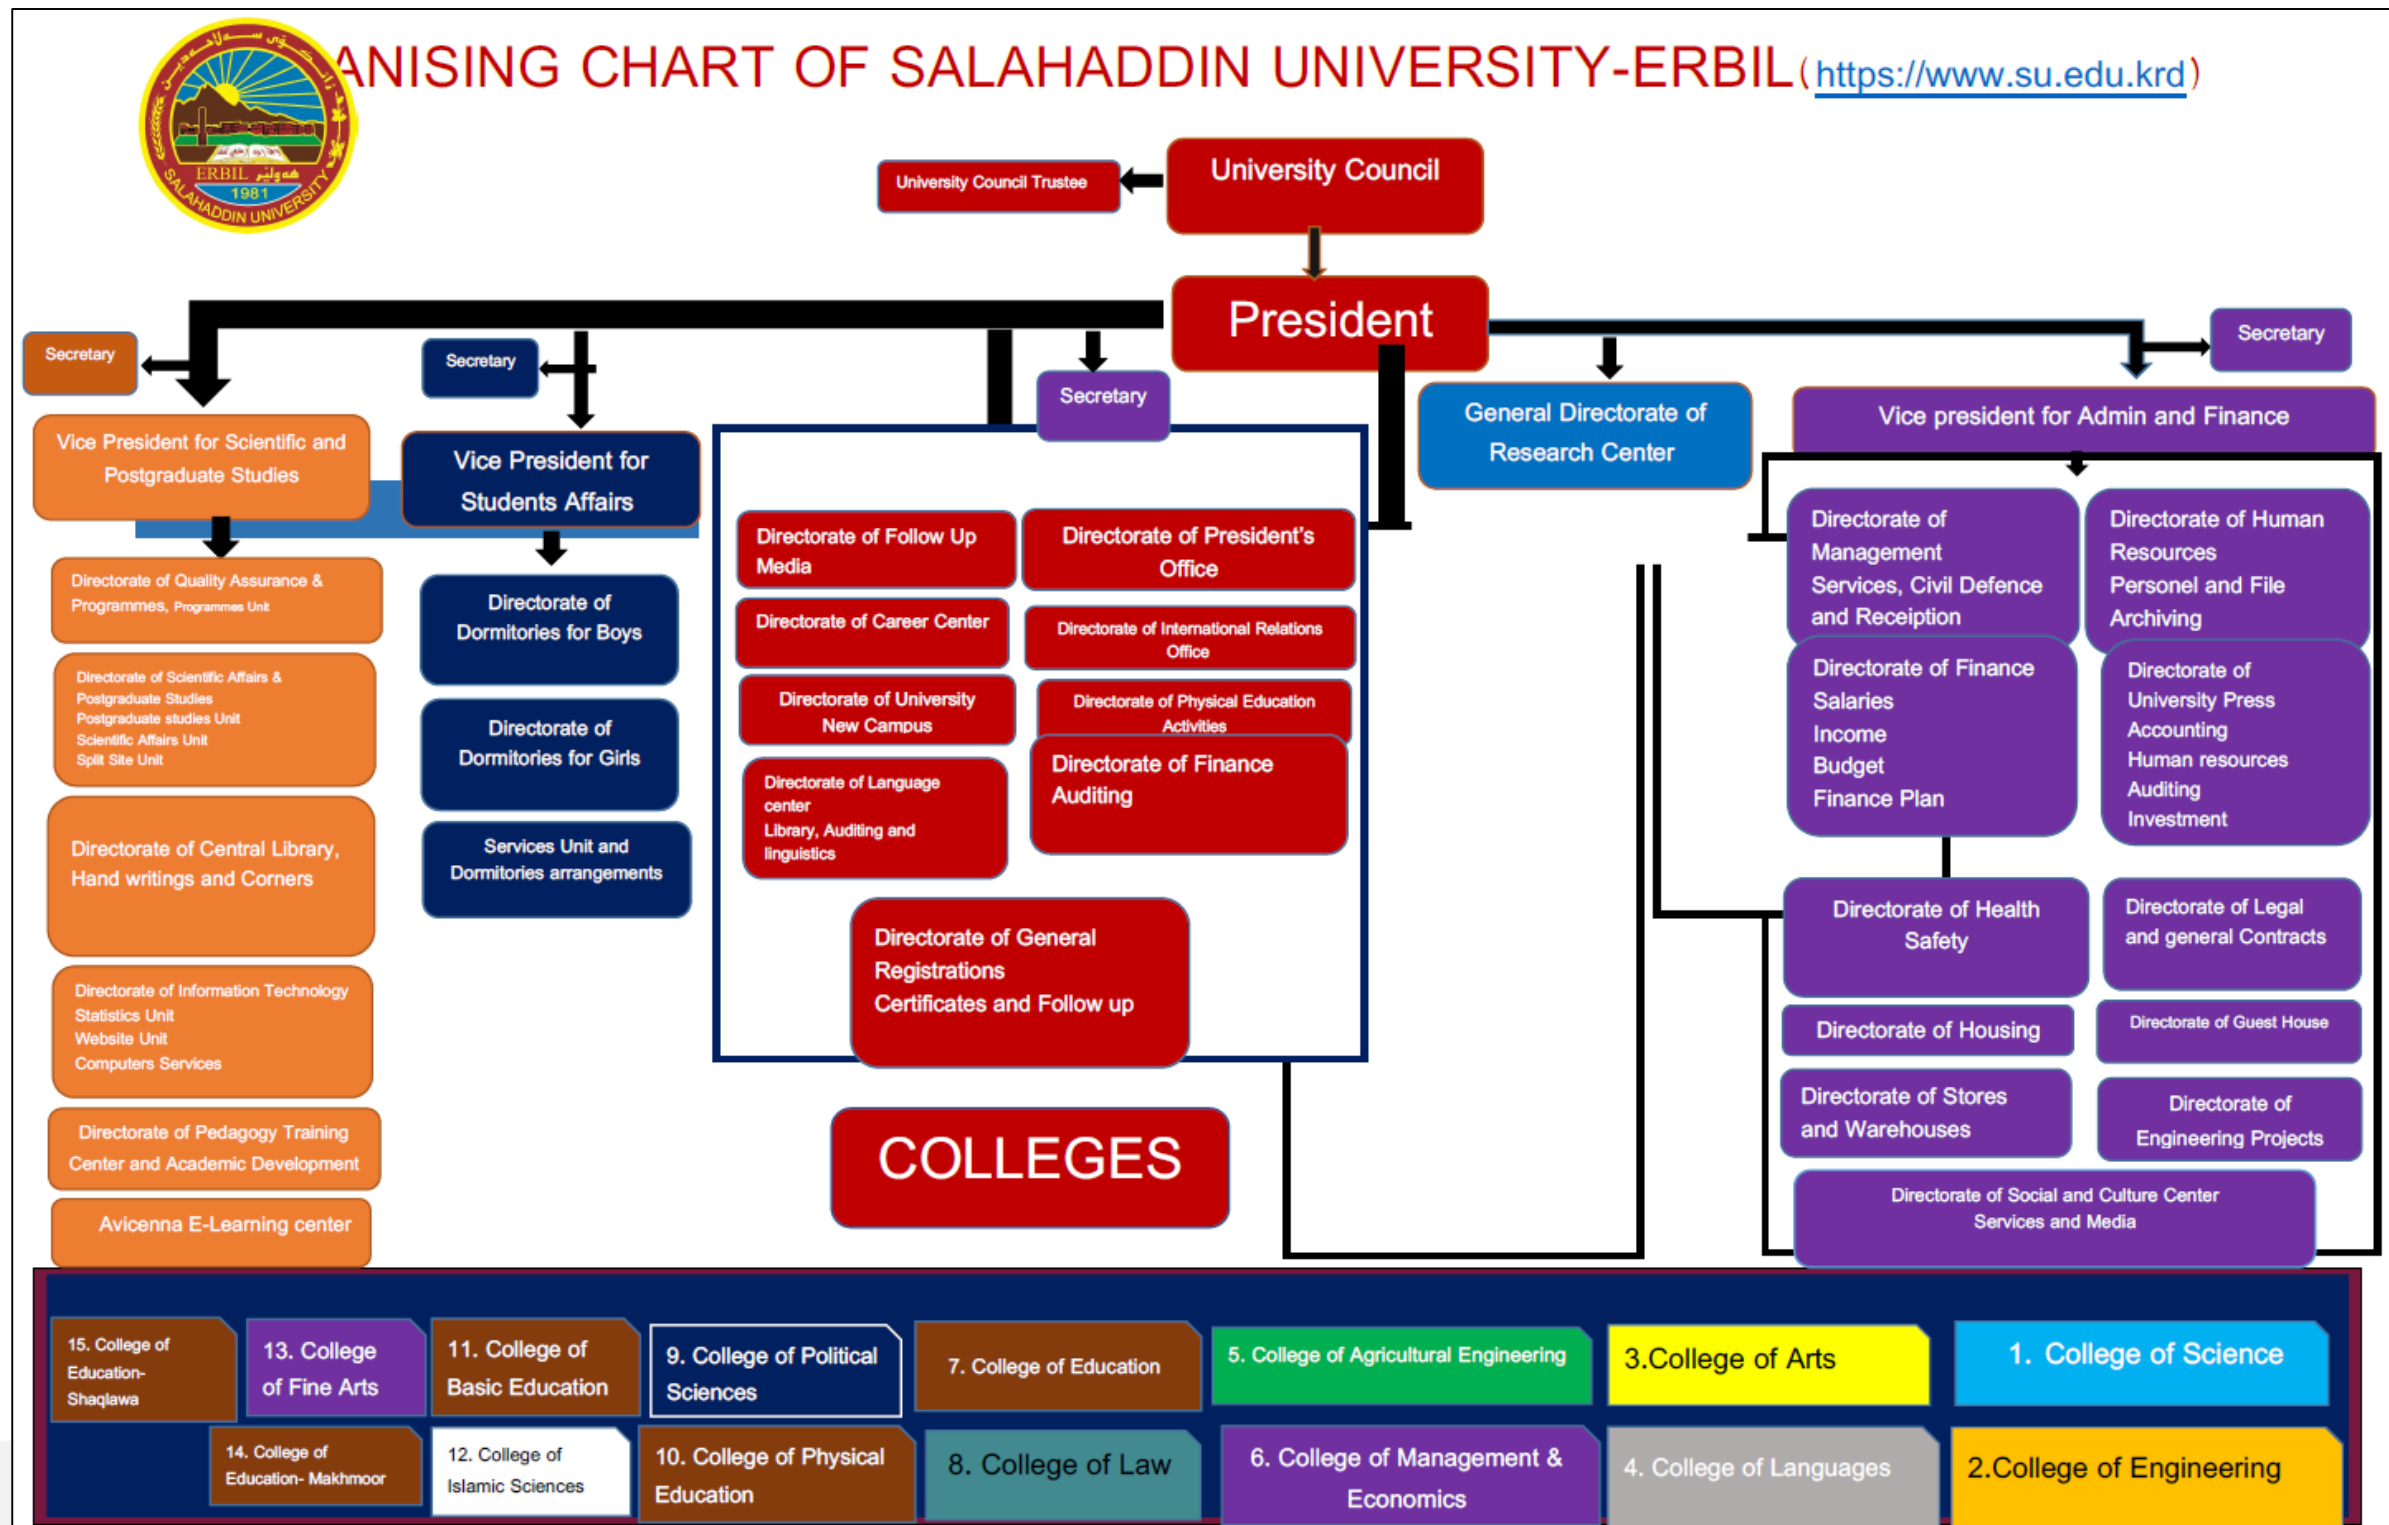 ANISING CHART OF SALAHADDIN UNIVERSITY-ERBIL(https://www.su.edu.krd)
زانكۆی سەلاحەدین - هەولێر
ERBIL هەولێر
1981
SALAHADDIN UNIVERSITY
University Council Trustee
University Council
President
Secretary
Secretary
Secretary
Secretary
Vice President for Scientific and
Postgraduate Studies
Vice President for
Students Affairs
General Directorate of
Research Center
Vice president for Admin and Finance
Directorate of Quality Assurance &
Programmes, Programmes Unit
Directorate of Scientific Affairs &
Postgraduate Studies
Postgraduate studies Unit
Scientific Affairs Unit
Split Site Unit
Directorate of Central Library,
Hand writings and Corners
Directorate of Information Technology
Statistics Unit
Website Unit
Computers Services
Directorate of Pedagogy Training
Center and Academic Development
Avicenna E-Learning center
Directorate of
Dormitories for Boys
Directorate of
Dormitories for Girls
Services Unit and
Dormitories arrangements
Directorate of Follow Up
Media
Directorate of President's
Office
Directorate of Career Center
Directorate of International Relations
Office
Directorate of University
New Campus
Directorate of Physical Education
Activities
Directorate of Language
center
Library, Auditing and
linguistics
Directorate of Finance
Auditing
Directorate of General
Registrations
Certificates and Follow up
COLLEGES
Directorate of
Management
Services, Civil Defence
and Receiption
Directorate of Human
Resources
Personel and File
Archiving
Directorate of Finance
Salaries
Income
Budget
Finance Plan
Directorate of
University Press
Accounting
Human resources
Auditing
Investment
Directorate of Health
Safety
Directorate of Legal
and general Contracts
Directorate of Housing
Directorate of Guest House
Directorate of Stores
and Warehouses
Directorate of
Engineering Projects
Directorate of Social and Culture Center
Services and Media
15. College of
Education-
Shaqlawa
13. College
of Fine Arts
11. College of
Basic Education
9. College of Political
Sciences
7. College of Education
5. College of Agricultural Engineering
3.College of Arts
1. College of Science
14. College of
Education- Makhmoor
12. College of
Islamic Sciences
10. College of Physical
Education
8. College of Law
6. College of Management &
Economics
4. College of Languages
2.College of Engineering